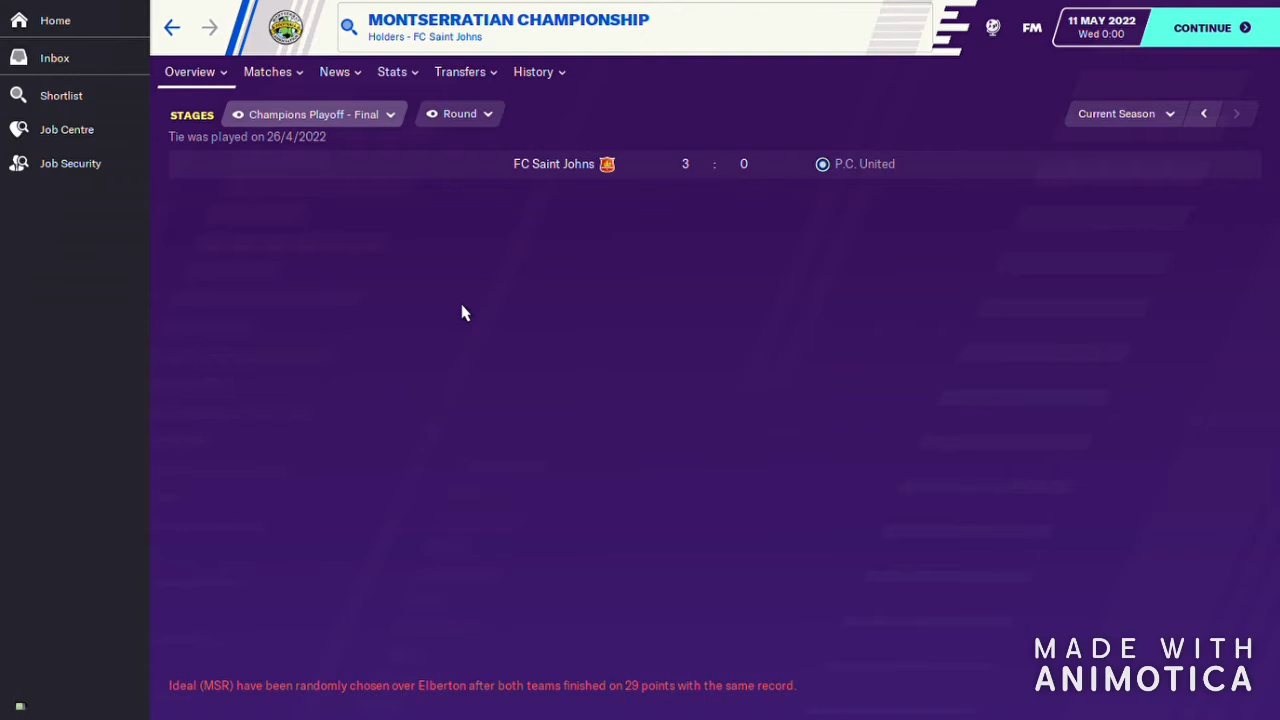 Home
Inbox
Shortlist
Job Centre
Job Security
MONTSERRATIAN CHAMPIONSHIP
Holders - FC Saint Johns
FM
11 MAY 2022
Wed 0:00
CONTINUE
Overview
Matches
News
Stats
Transfers
History
STAGES
Champions Playoff - Final
Round
Current Season
Tie was played on 26/4/2022
FC Saint Johns 3 : 0 P.C. United
Ideal (MSR) have been randomly chosen over Elberton after both teams finished on 29 points with the same record.
MADE WITH
ANIMOTICA